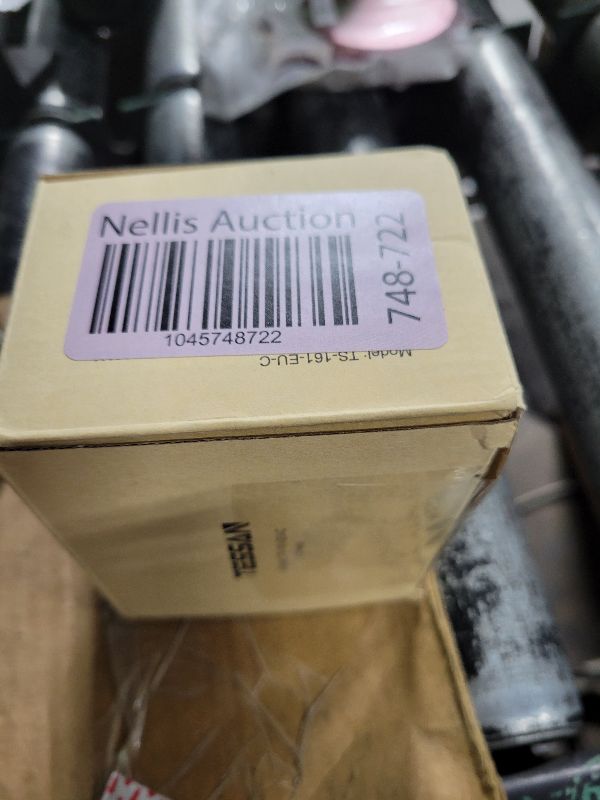 Nellis Auction
748-722
1045748722
Model: TS-161-EU-C
TESSAN